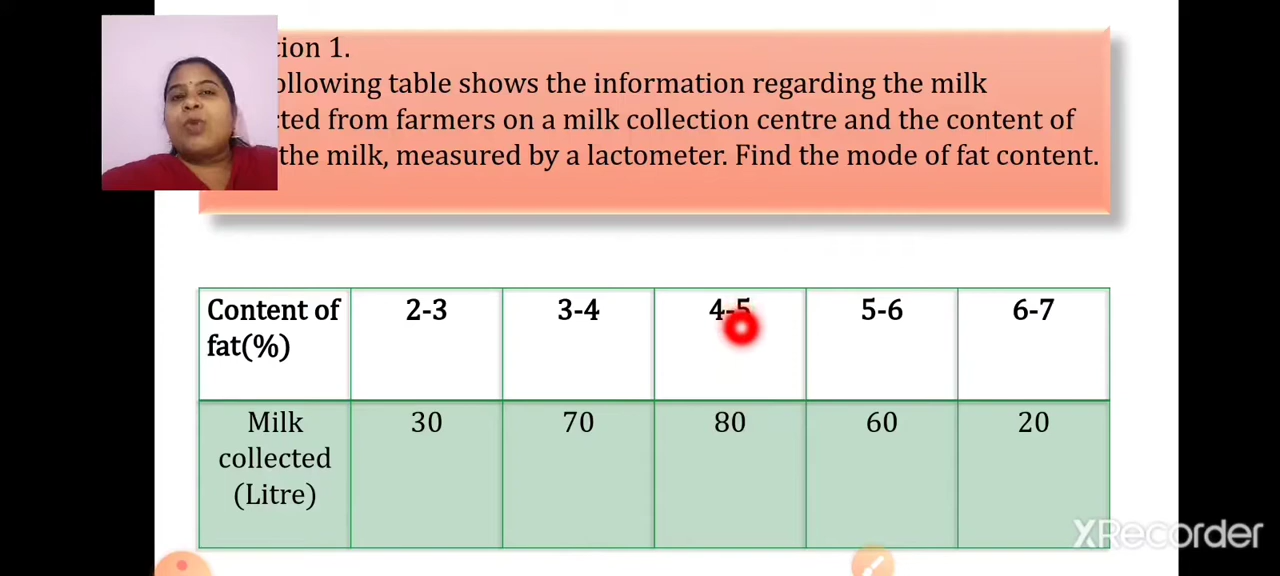 tion 1.
ollowing table shows the information regarding the milk
cted from farmers on a milk collection centre and the content of
the milk, measured by a lactometer. Find the mode of fat content.
Content of fat(%) 2-3 3-4 4-5 5-6 6-7
Milk collected (Litre) 30 70 80 60 20
XRecorder